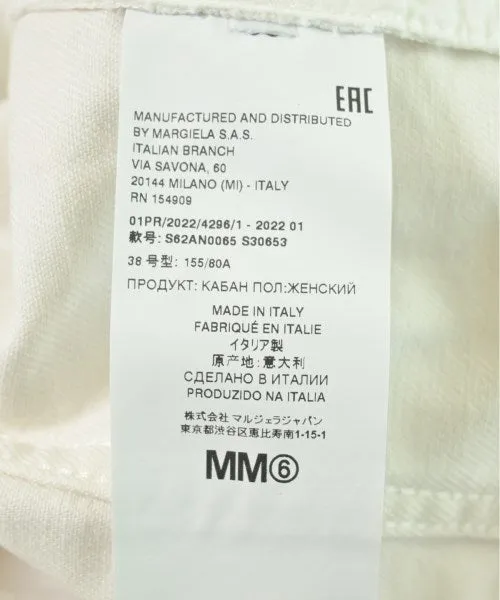 EAC
MANUFACTURED AND DISTRIBUTED
BY MARGIELA S.A.S.
ITALIAN BRANCH
VIA SAVONA, 60
20144 MILANO (MI) - ITALY
RN 154909
01PR/2022/4296/1 - 2022 01
款号: S62AN0065 S30653
38 号型: 155/80A
ПРОДУКТ: КАБАН ПОЛ:ЖЕНСКИЙ
MADE IN ITALY
FABRIQUÉ EN ITALIE
イタリア製
原产地:意大利
СДЕЛАНО В ИТАЛИИ
PRODUZIDO NA ITALIA
株式会社 マルジェラジャパン
東京都渋谷区恵比寿南1-15-1
MM⑥